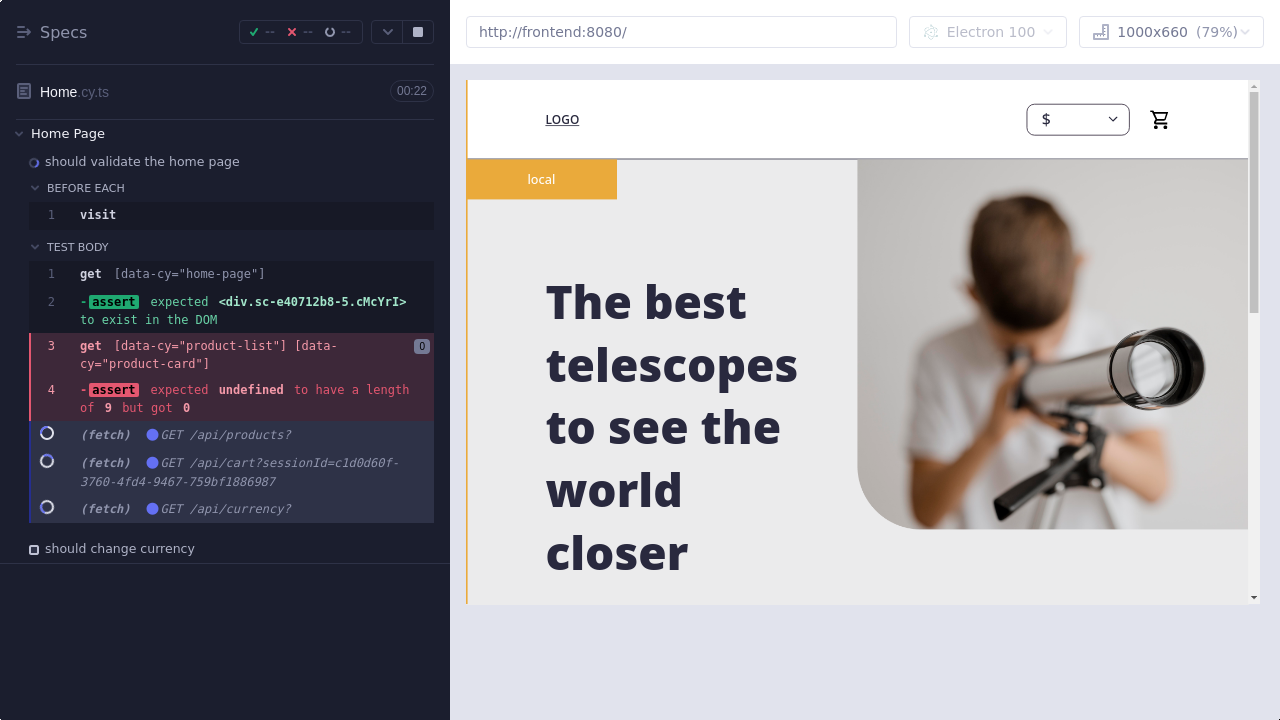 Specs
-- -- --
Home.cy.ts
00:22
Home Page
should validate the home page
BEFORE EACH
1 visit
TEST BODY
1 get [data-cy="home-page"]
2 -assert expected <div.sc-e40712b8-5.cMcYrI>
to exist in the DOM
3 get [data-cy="product-list"] [data-
cy="product-card"]
0
4 -assert expected undefined to have a length
of 9 but got 0
(fetch) GET /api/products?
(fetch) GET /api/cart?sessionId=c1d0d60f-
3760-4fd4-9467-759bf1886987
(fetch) GET /api/currency?
should change currency
http://frontend:8080/
Electron 100
1000x660 (79%)
LOGO
$
local
The best
telescopes
to see the
world
closer